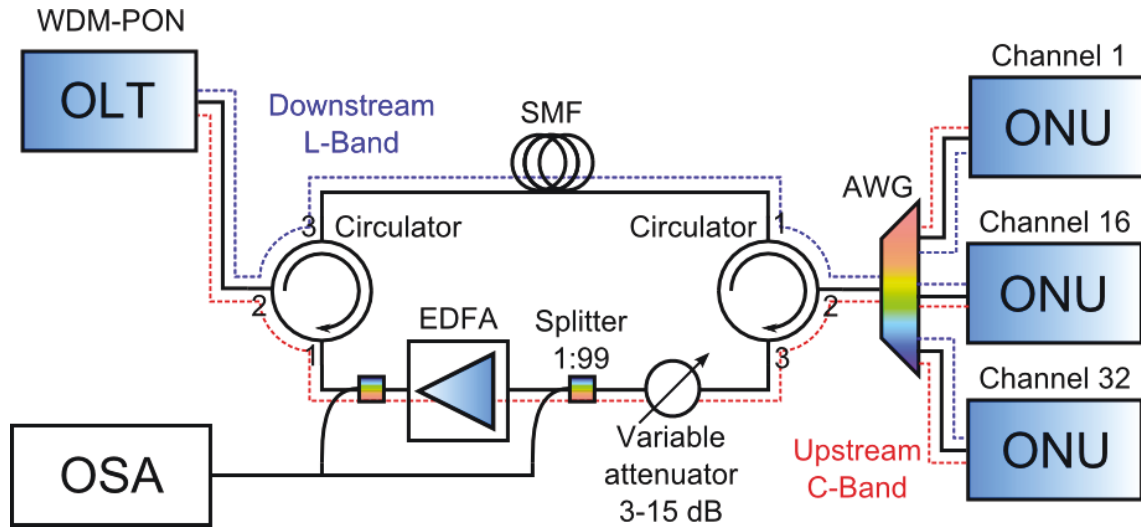 WDM-PON
OLT
Downstream
L-Band
SMF
Channel 1
ONU
AWG
3
Circulator
Circulator
1
Channel 16
ONU
2
2
1
EDFA
Splitter
1:99
3
Channel 32
ONU
OSA
Variable
attenuator
3-15 dB
Upstream
C-Band